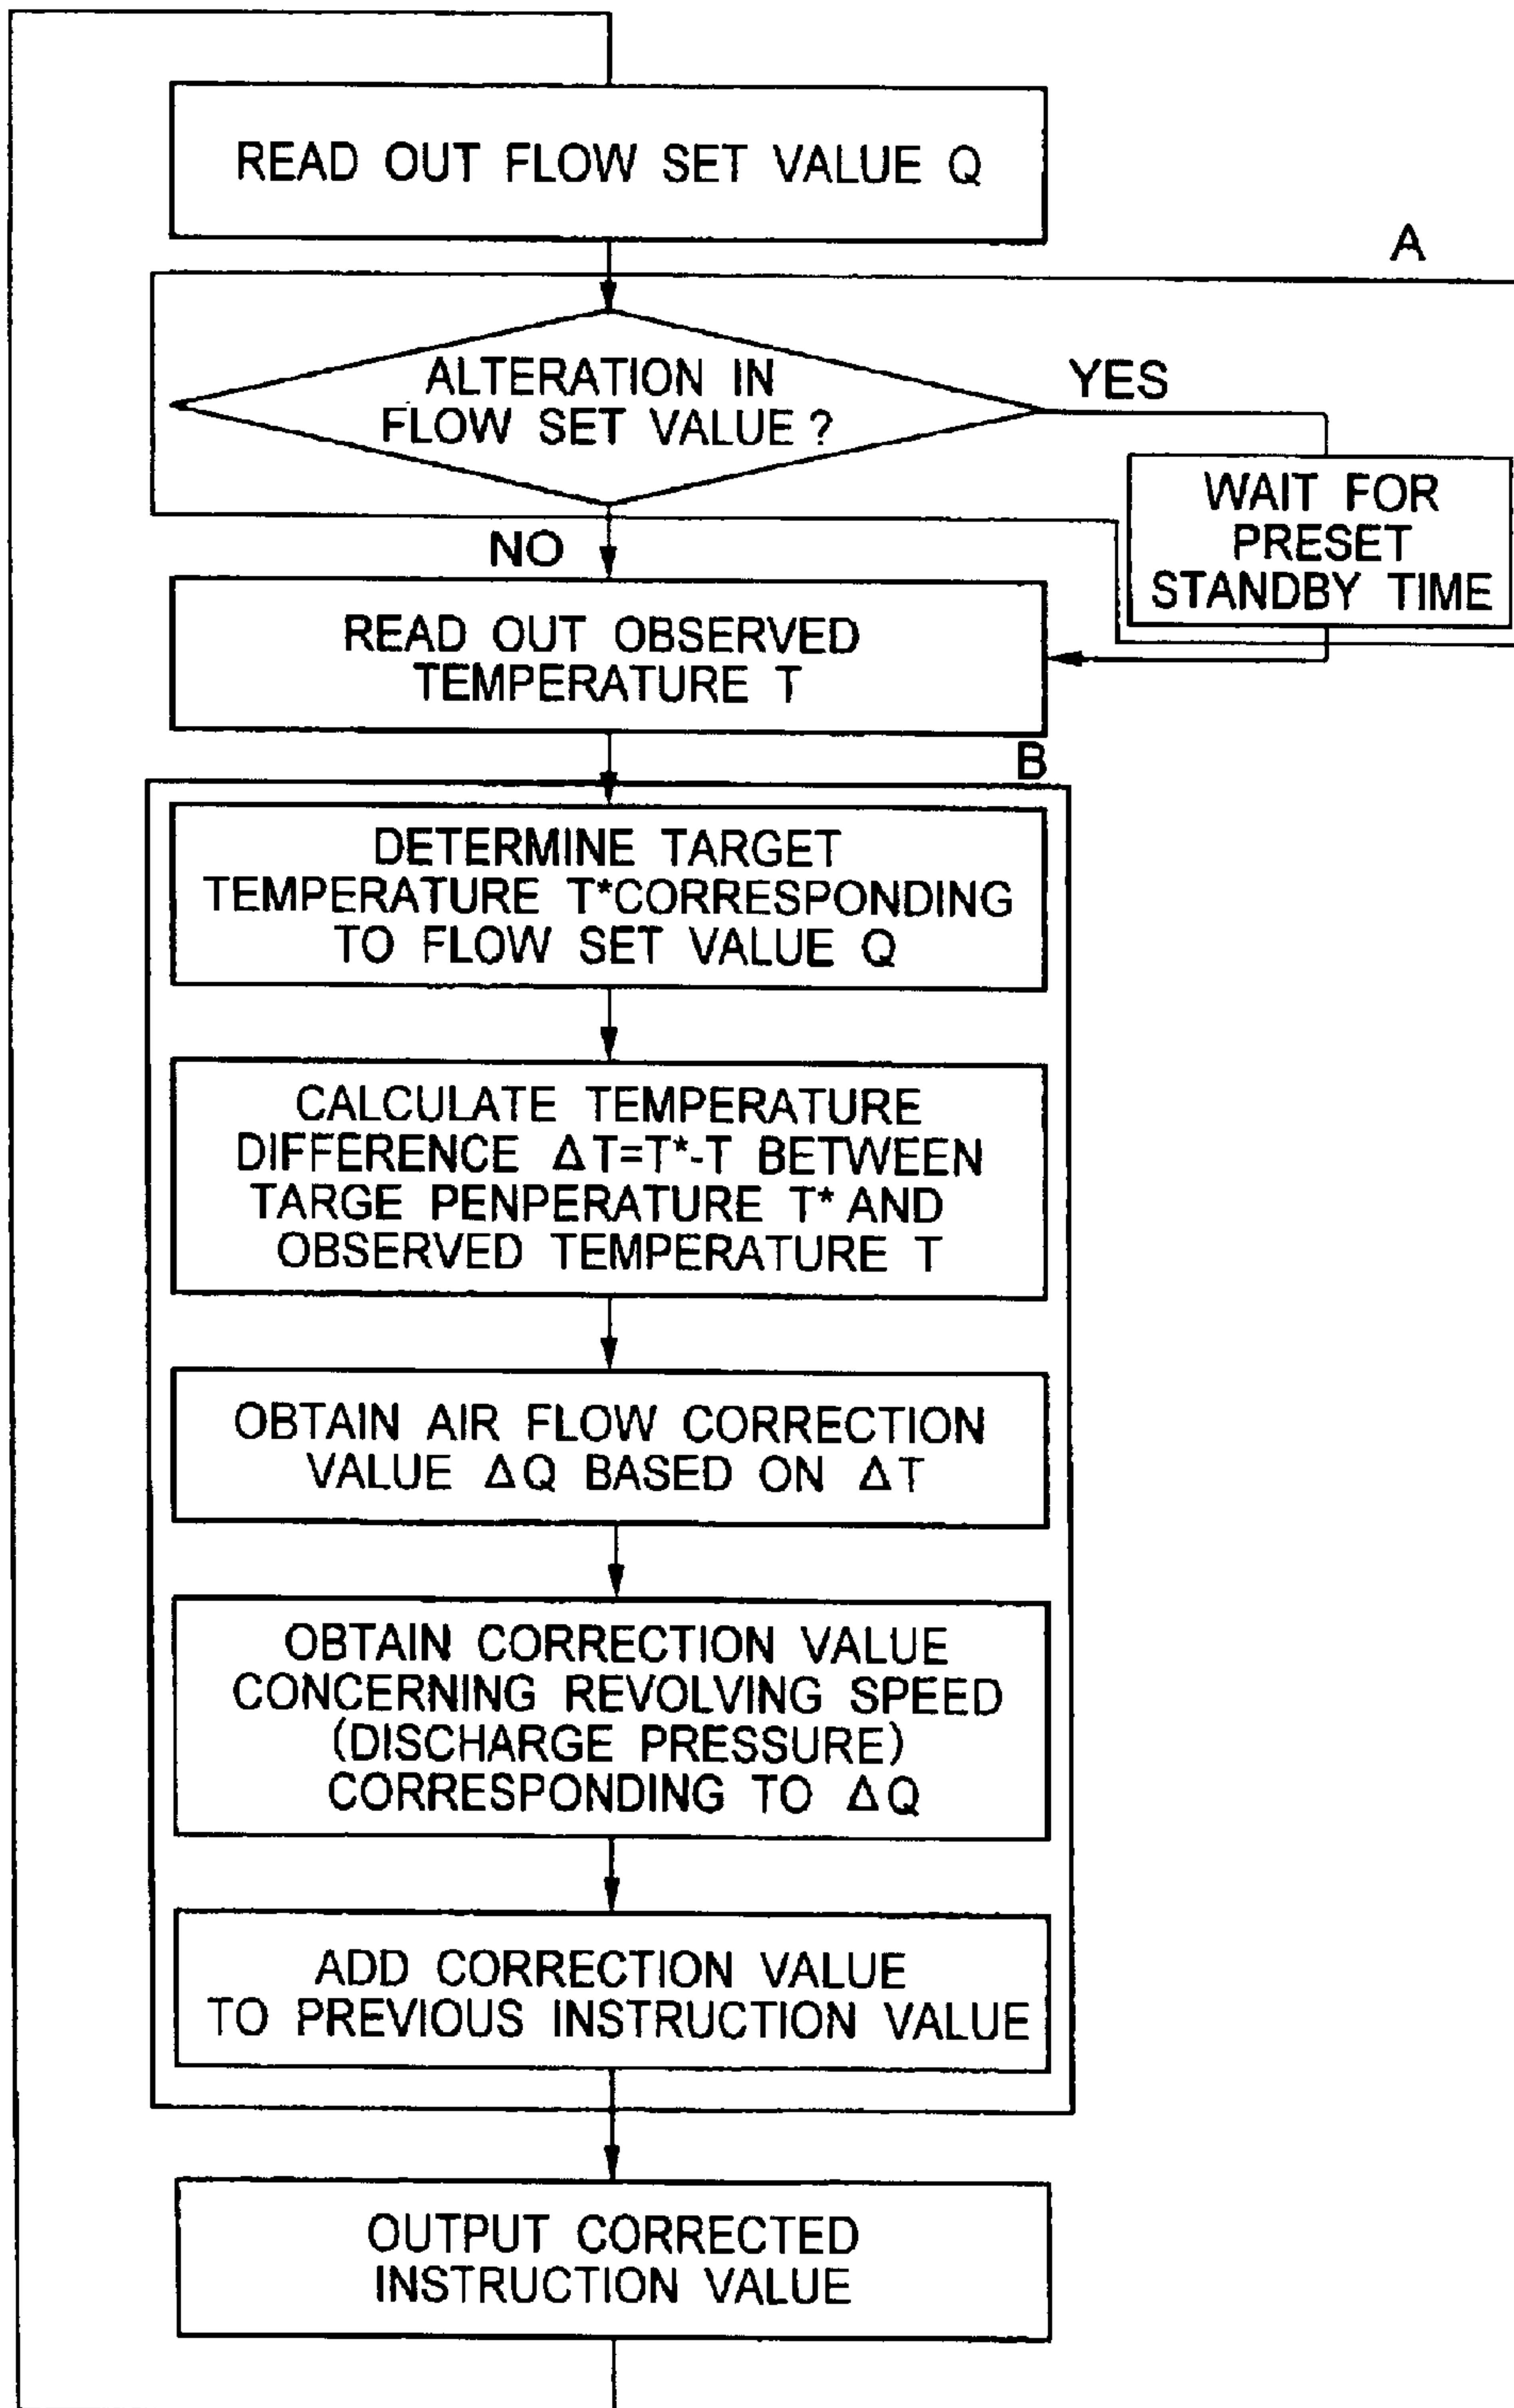 READ OUT FLOW SET VALUE Q
A
ALTERATION IN
FLOW SET VALUE ?
YES
WAIT FOR
PRESET
STANDBY TIME
NO
READ OUT OBSERVED
TEMPERATURE T
B
DETERMINE TARGET
TEMPERATURE T*CORRESPONDING
TO FLOW SET VALUE Q
CALCULATE TEMPERATURE
DIFFERENCE ΔT=T*-T BETWEEN
TARGE PENPERATURE T* AND
OBSERVED TEMPERATURE T
OBTAIN AIR FLOW CORRECTION
VALUE ΔQ BASED ON ΔT
OBTAIN CORRECTION VALUE
CONCERNING REVOLVING SPEED
(DISCHARGE PRESSURE)
CORRESPONDING TO ΔQ
ADD CORRECTION VALUE
TO PREVIOUS INSTRUCTION VALUE
OUTPUT CORRECTED
INSTRUCTION VALUE